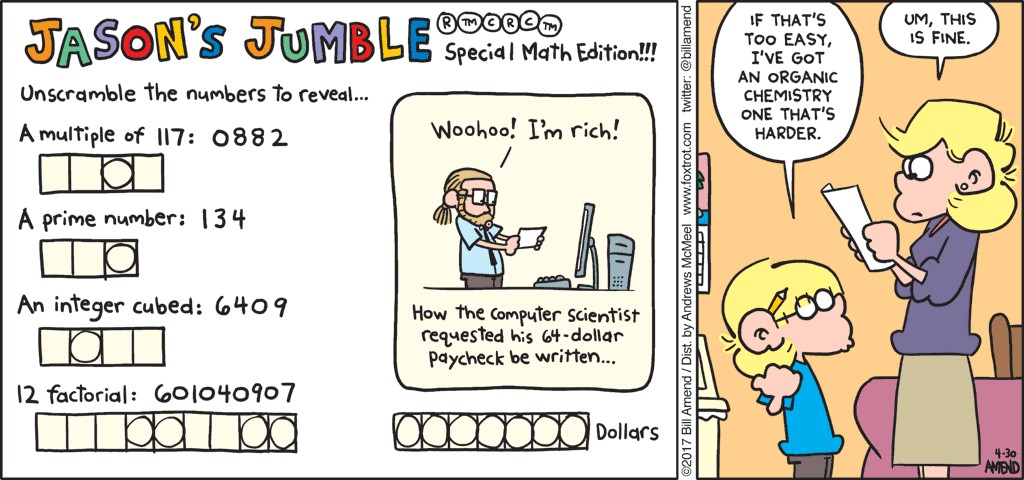 JASON'S JUMBLE ® ™ © ® © ™
Special Math Edition!!!
Unscramble the numbers to reveal...
A multiple of 117: 0882
A prime number: 134
An integer cubed: 6409
12 factorial: 601040907
Woohoo! I'm rich!
How the computer scientist
requested his 64-dollar
paycheck be written...
Dollars
©2017 Bill Amend / Dist. by Andrews McMeel www.foxtrot.com twitter: @billamend
IF THAT'S
TOO EASY,
I'VE GOT
AN ORGANIC
CHEMISTRY
ONE THAT'S
HARDER.
UM, THIS
IS FINE.
4-30
AMEND